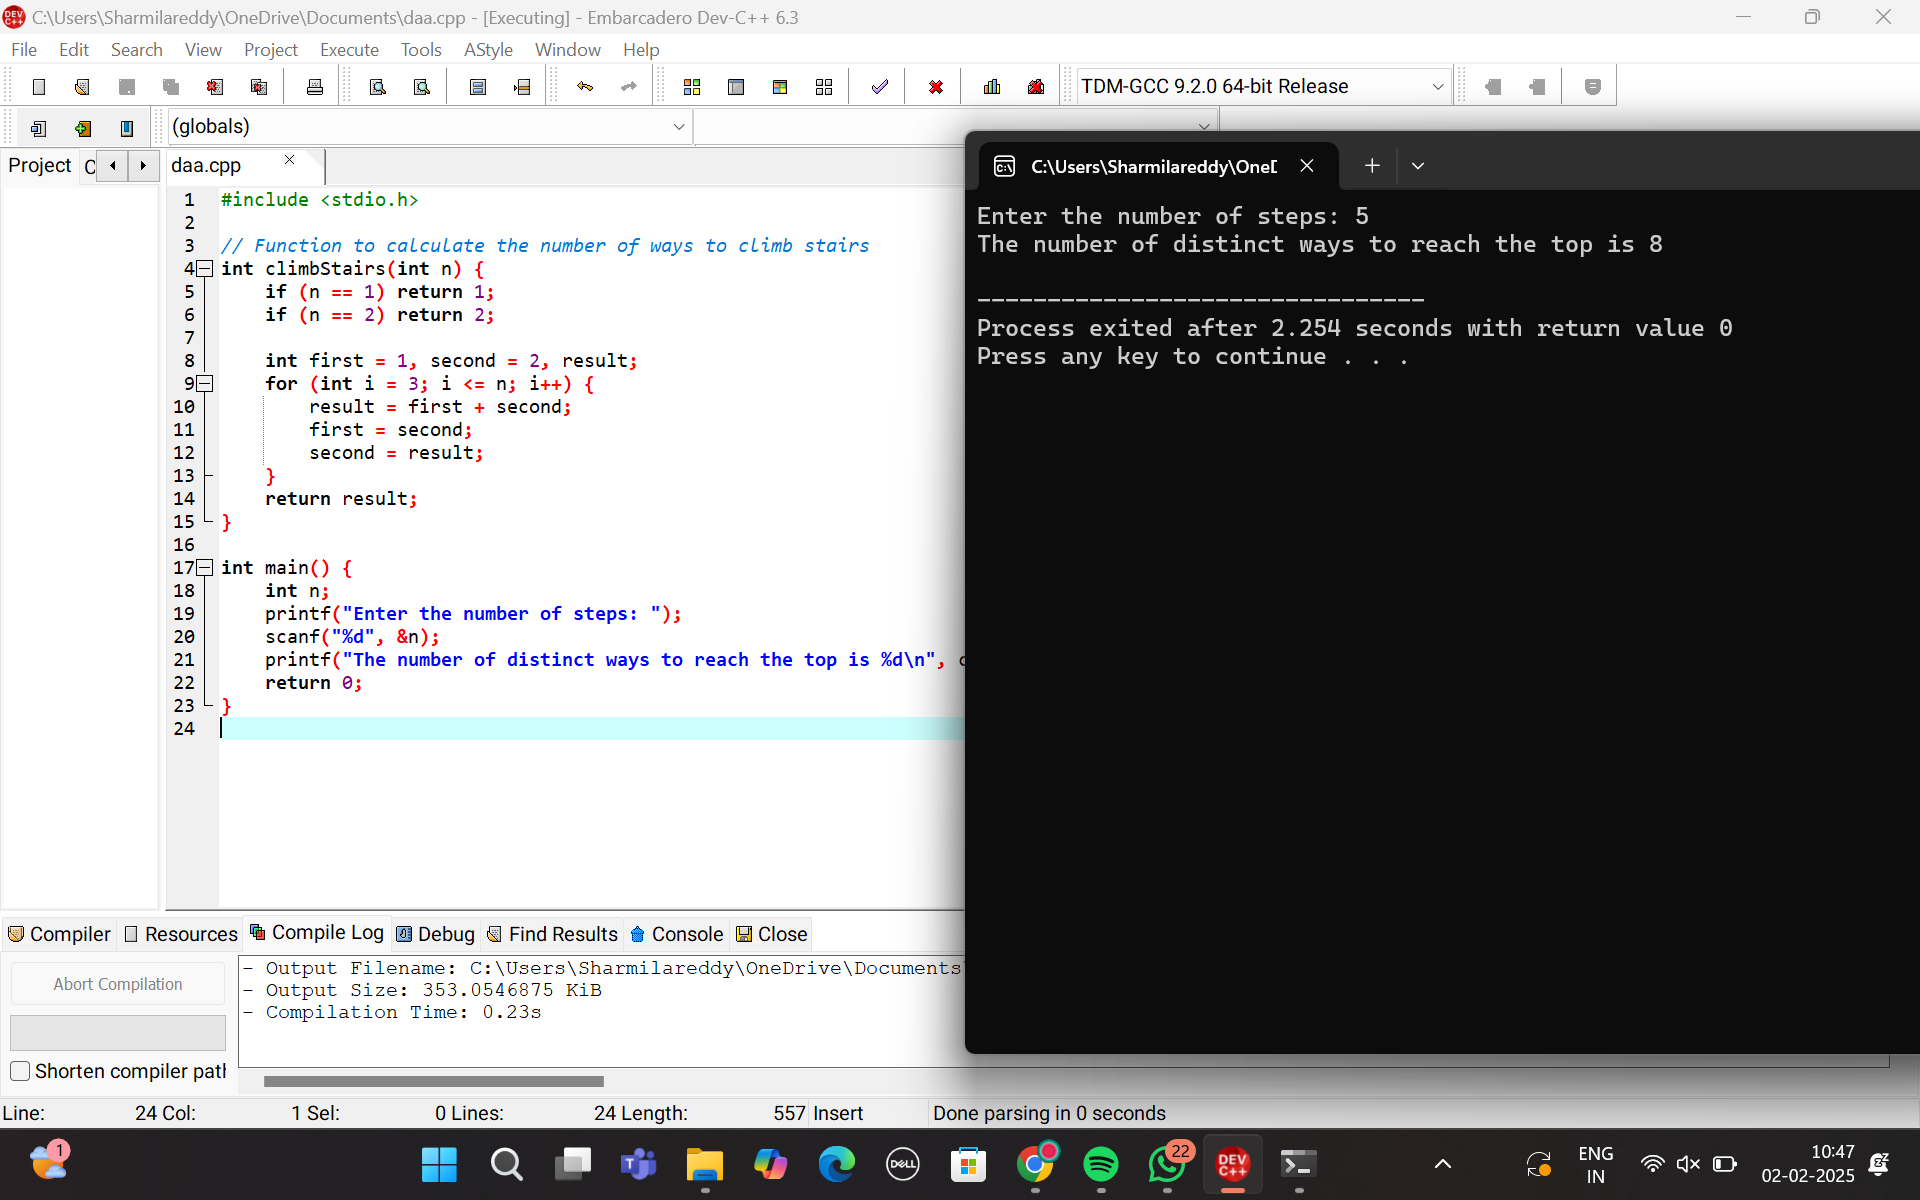 C:\Users\Sharmilareddy\OneDrive\Documents\daa.cpp - [Executing] - Embarcadero Dev-C++ 6.3
File Edit Search View Project Execute Tools AStyle Window Help
TDM-GCC 9.2.0 64-bit Release
(globals)
Project
daa.cpp
1 #include <stdio.h>
2
3 // Function to calculate the number of ways to climb stairs
4 int climbStairs(int n) {
5 if (n == 1) return 1;
6 if (n == 2) return 2;
7
8 int first = 1, second = 2, result;
9 for (int i = 3; i <= n; i++) {
10 result = first + second;
11 first = second;
12 second = result;
13 }
14 return result;
15 }
16
17 int main() {
18 int n;
19 printf("Enter the number of steps: ");
20 scanf("%d", &n);
21 printf("The number of distinct ways to reach the top is %d\n",
22 return 0;
23 }
24
C:\Users\Sharmilareddy\OneD
Enter the number of steps: 5
The number of distinct ways to reach the top is 8
--------------------------------
Process exited after 2.254 seconds with return value 0
Press any key to continue . . .
Compiler Resources Compile Log Debug Find Results Console Close
Abort Compilation
Shorten compiler path
- Output Filename: C:\Users\Sharmilareddy\OneDrive\Documents
- Output Size: 353.0546875 KiB
- Compilation Time: 0.23s
Line: 24 Col: 1 Sel: 0 Lines: 24 Length: 557 Insert Done parsing in 0 seconds
1
DELL
22
DEV C++
ENG
IN
10:47
02-02-2025